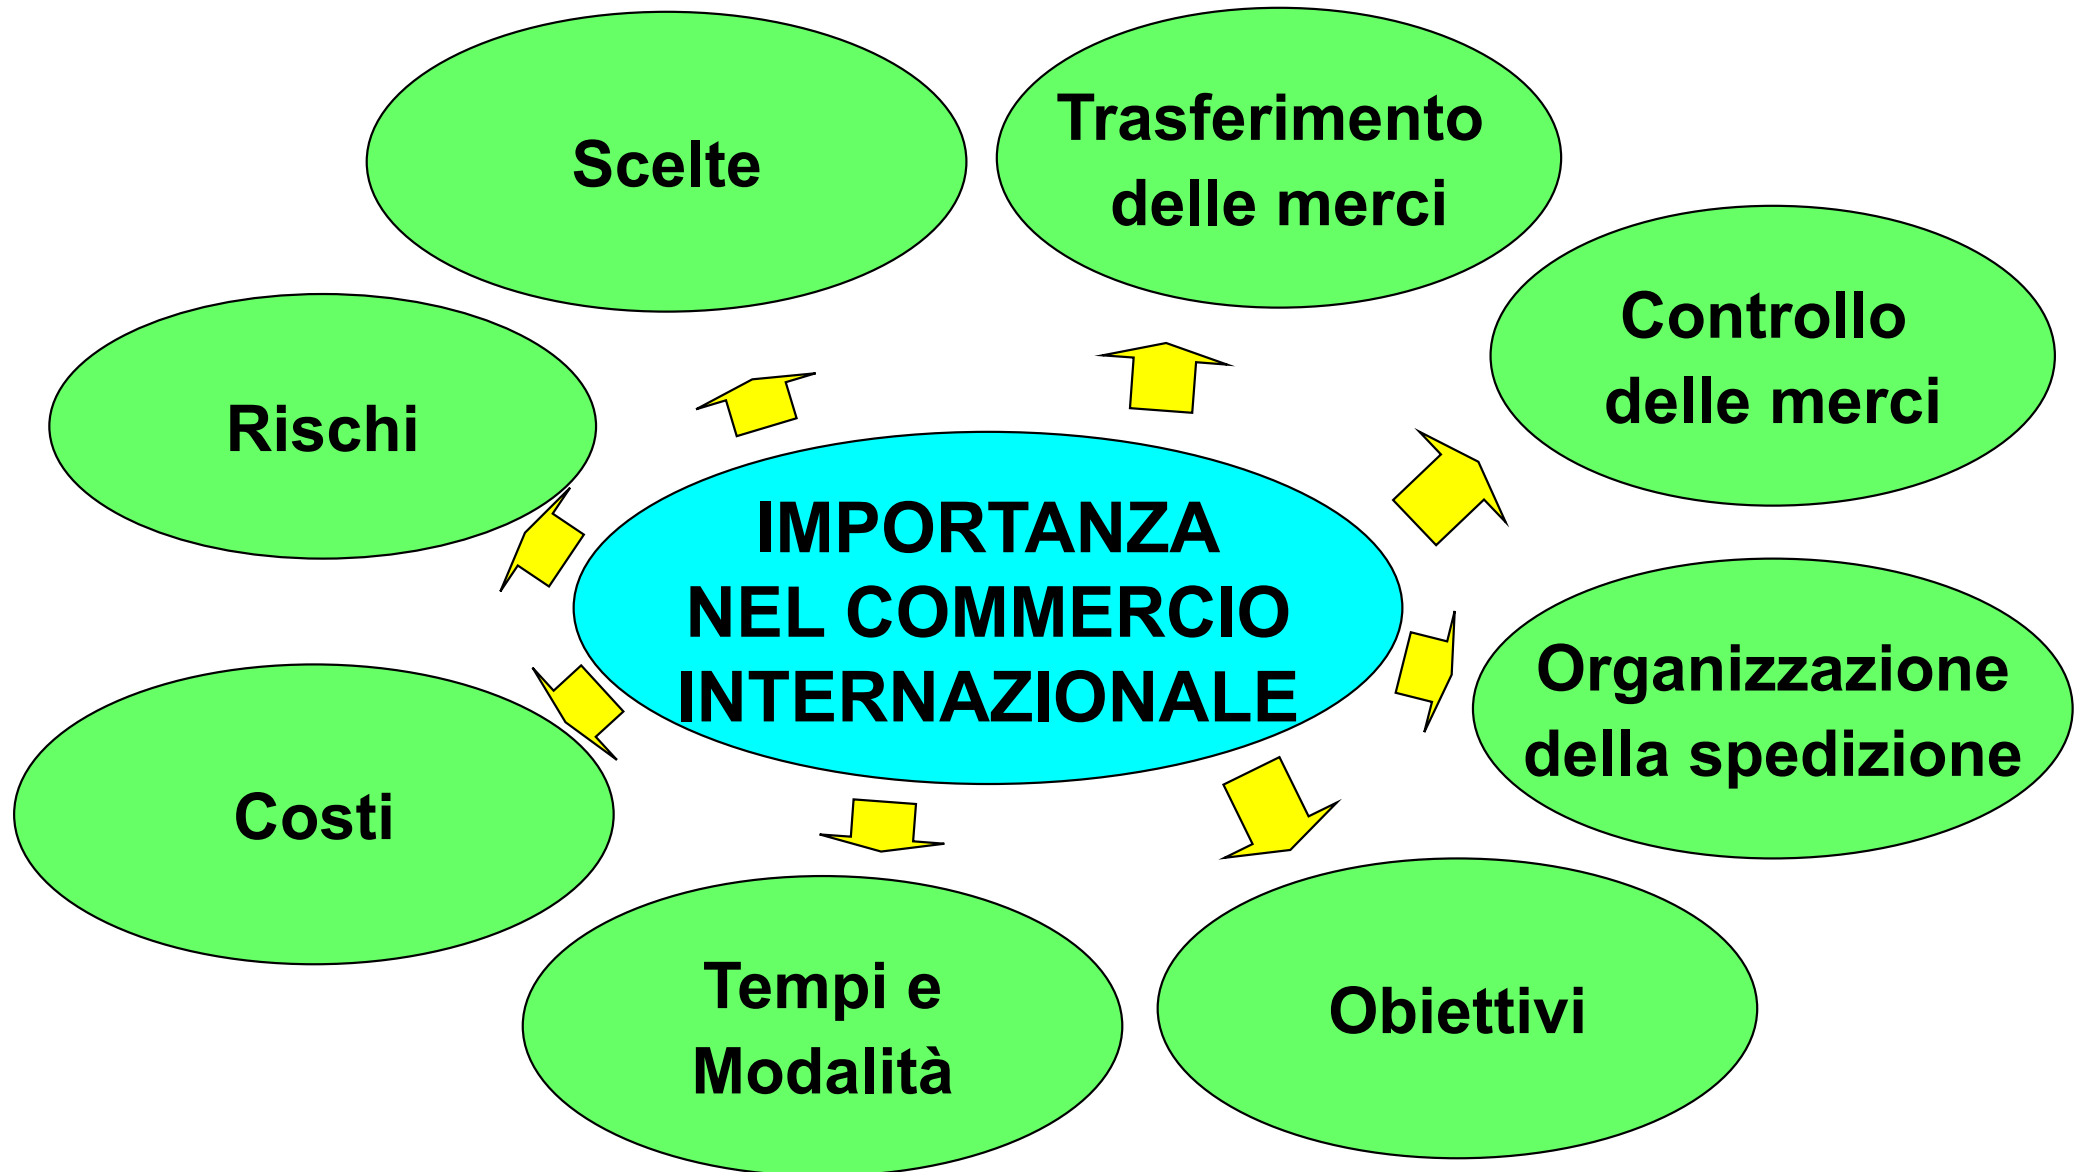 Scelte
Trasferimento
delle merci
Controllo
delle merci
Rischi
IMPORTANZA
NEL COMMERCIO
INTERNAZIONALE
Organizzazione
della spedizione
Costi
Tempi e
Modalità
Obiettivi